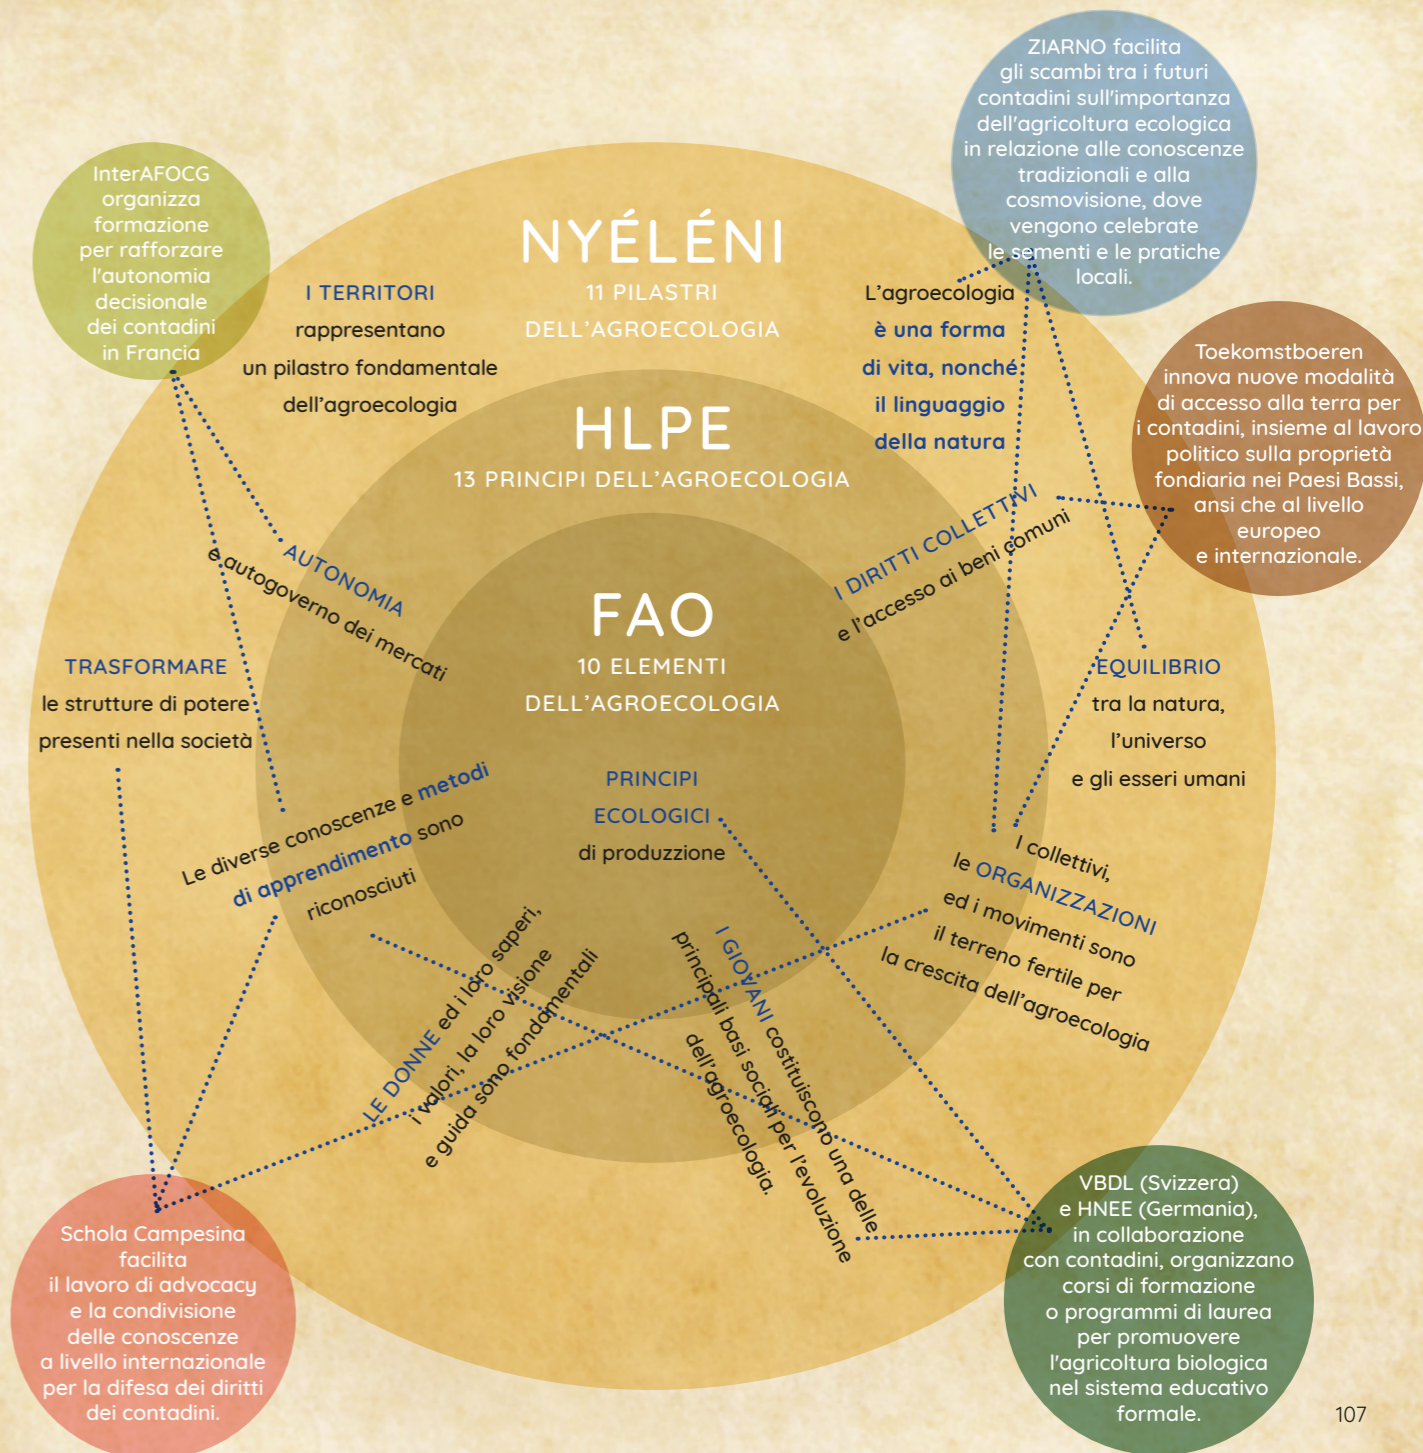 ZIARNO facilita
gli scambi tra i futuri
contadini sull'importanza
dell'agricoltura ecologica
in relazione alle conoscenze
tradizionali e alla
cosmovisione, dove
vengono celebrate
le sementi e le pratiche
locali.
InterAFOCG
organizza
formazione
per rafforzare
l'autonomia
decisionale
dei contadini
in Francia
NYÉLÉNI
11 PILASTRI
DELL'AGROECOLOGIA
I TERRITORI
rappresentano
un pilastro fondamentale
dell'agroecologia
L'agroecologia
è una forma
di vita, nonché
il linguaggio
della natura
Toekomstboeren
innova nuove modalità
di accesso alla terra per
i contadini, insieme al lavoro
politico sulla proprietà
fondiaria nei Paesi Bassi,
ansi che al livello
europeo
e internazionale.
HLPE
13 PRINCIPI DELL'AGROECOLOGIA
AUTONOMIA
e autogoverno dei mercati
I DIRITTI COLLETTIVI
e l'accesso ai beni comuni
FAO
10 ELEMENTI
DELL'AGROECOLOGIA
TRASFORMARE
le strutture di potere
presenti nella società
EQUILIBRIO
tra la natura,
l'universo
e gli esseri umani
PRINCIPI
ECOLOGICI
di produzzione
Le diverse conoscenze e metodi
di apprendimento sono
riconosciuti
I collettivi,
le ORGANIZZAZIONI
ed i movimenti sono
il terreno fertile per
la crescita dell'agroecologia
LE DONNE ed i loro saperi,
i valori, la loro visione
e guida sono fondamentali
I GIOVANI costituiscono una delle
principali basi sociali per l'evoluzione
dell'agroecologia.
Schola Campesina
facilita
il lavoro di advocacy
e la condivisione
delle conoscenze
a livello internazionale
per la difesa dei diritti
dei contadini.
VBDL (Svizzera)
e HNEE (Germania),
in collaborazione
con contadini, organizzano
corsi di formazione
o programmi di laurea
per promuovere
l'agricoltura biologica
nel sistema educativo
formale.
107